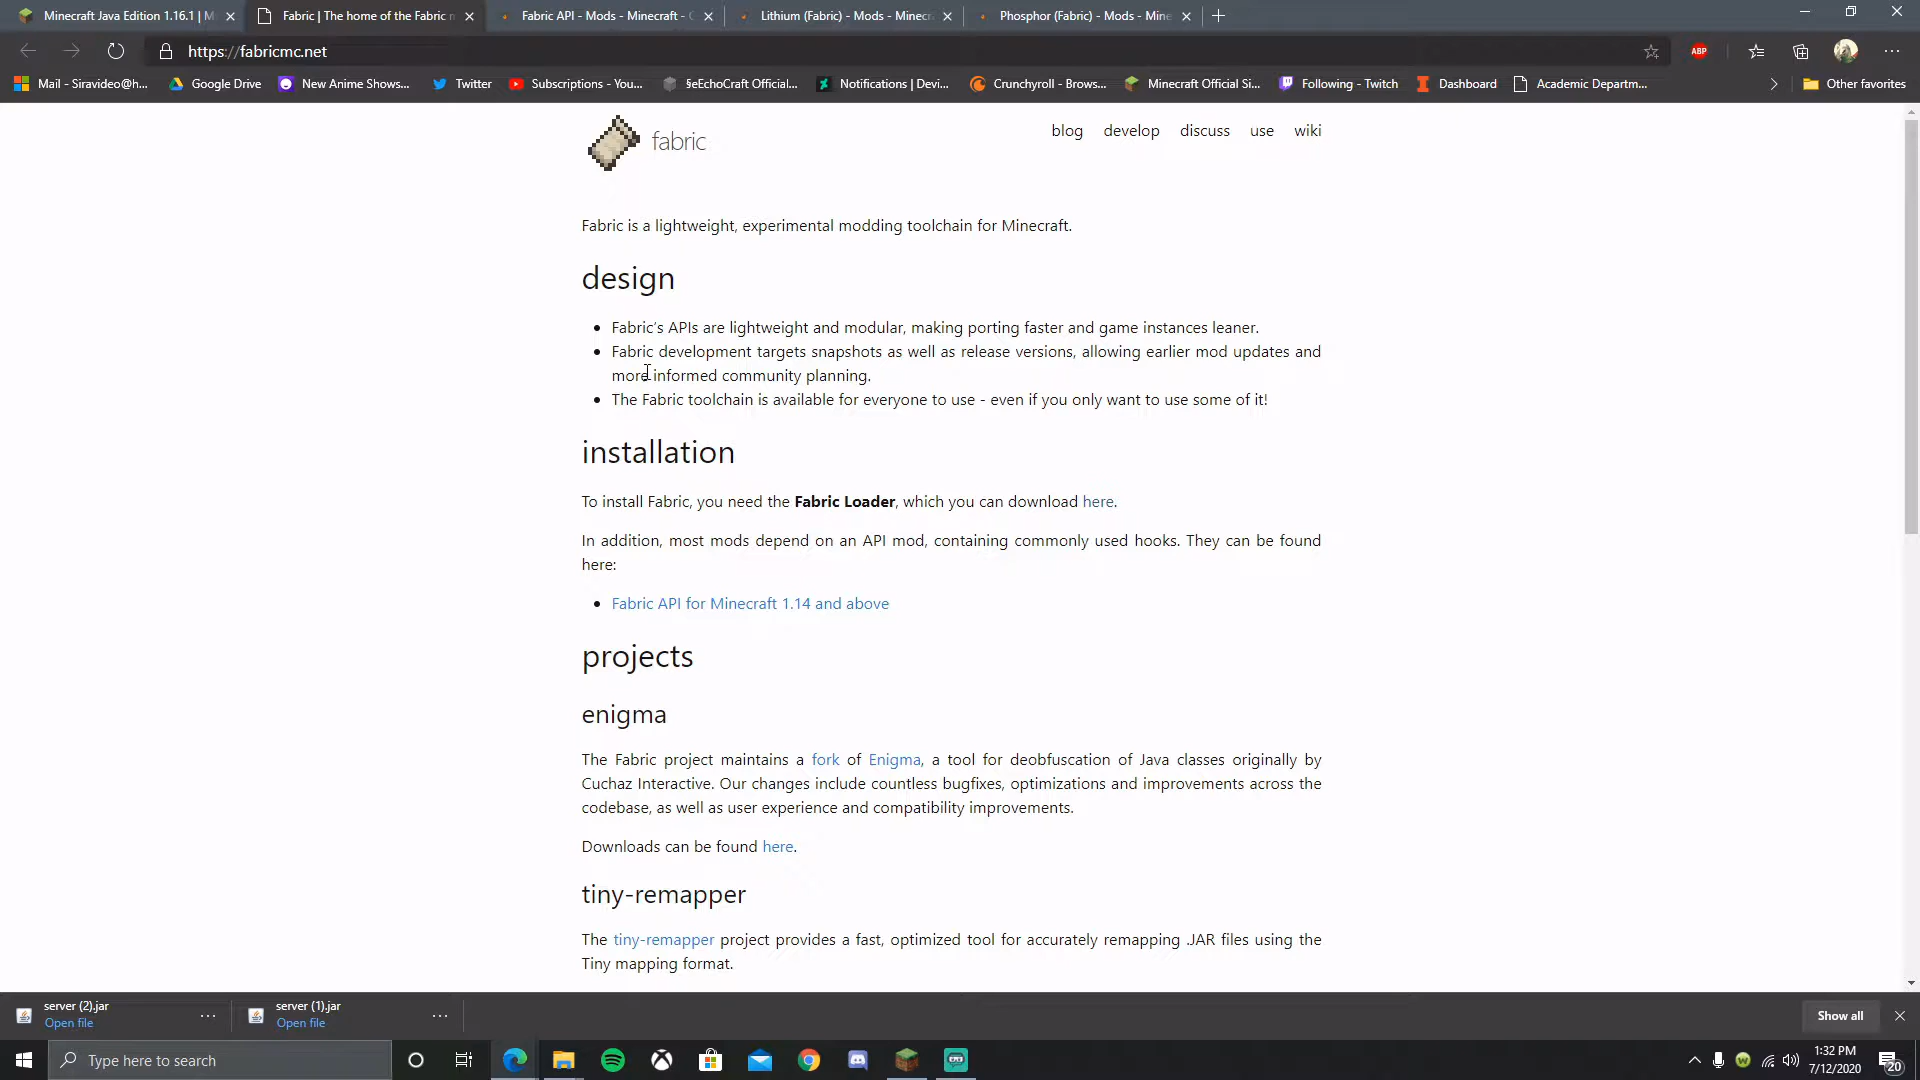 Minecraft Java Edition 1.16.1 | M
Fabric | The home of the Fabric
Fabric API - Mods - Minecraft -
Lithium (Fabric) - Mods - Minecr
Phosphor (Fabric) - Mods - Mine
https://fabricmc.net
ABP
Mail - Siravideo@h...
Google Drive
New Anime Shows...
Twitter
Subscriptions - You...
§eEchoCraft Official...
Notifications | Devi...
Crunchyroll - Brows...
Minecraft Official Si...
Following - Twitch
Dashboard
Academic Departm...
Other favorites
fabric
blog develop discuss use wiki
Fabric is a lightweight, experimental modding toolchain for Minecraft.
design
Fabric's APIs are lightweight and modular, making porting faster and game instances leaner.
Fabric development targets snapshots as well as release versions, allowing earlier mod updates and
more informed community planning.
The Fabric toolchain is available for everyone to use - even if you only want to use some of it!
installation
To install Fabric, you need the Fabric Loader, which you can download here.
In addition, most mods depend on an API mod, containing commonly used hooks. They can be found
here:
Fabric API for Minecraft 1.14 and above
projects
enigma
The Fabric project maintains a fork of Enigma, a tool for deobfuscation of Java classes originally by
Cuchaz Interactive. Our changes include countless bugfixes, optimizations and improvements across the
codebase, as well as user experience and compatibility improvements.
Downloads can be found here.
tiny-remapper
The tiny-remapper project provides a fast, optimized tool for accurately remapping .JAR files using the
Tiny mapping format.
server (2).jar
Open file
server (1).jar
Open file
Show all
Type here to search
1:32 PM
7/12/2020
20